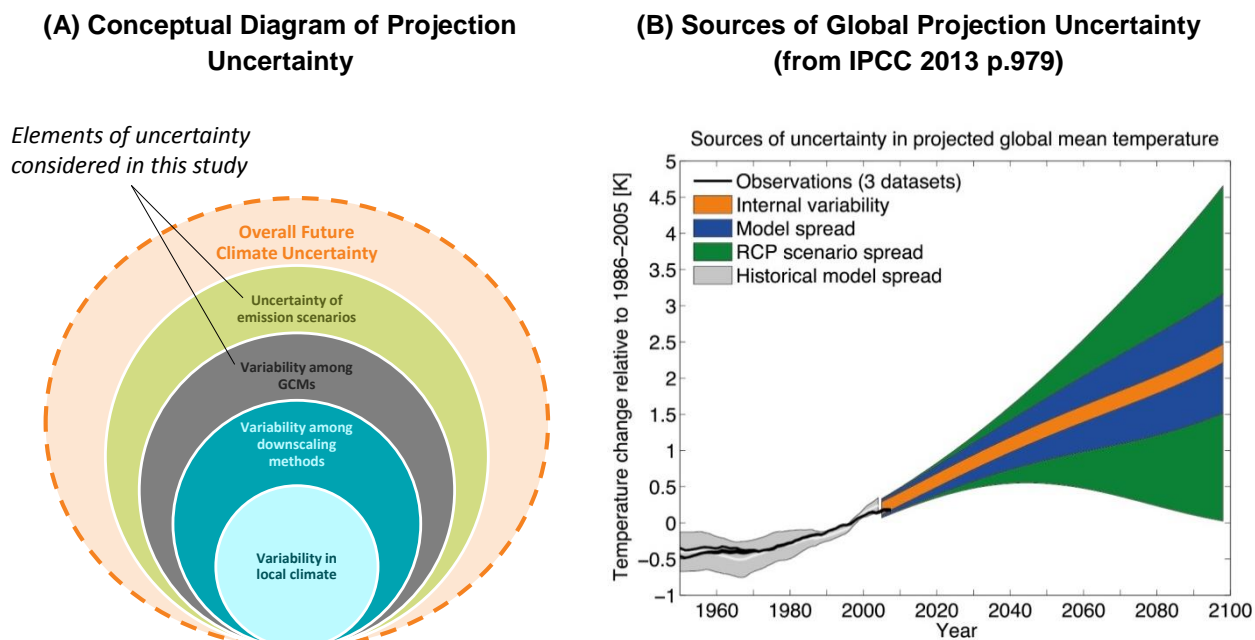 (A) Conceptual Diagram of Projection
Uncertainty
Elements of uncertainty
considered in this study
Overall Future
Climate Uncertainty
Uncertainty of
emission scenarios
Variability among
GCMs
Variability among
downscaling
methods
Variability in
local climate
(B) Sources of Global Projection Uncertainty
(from IPCC 2013 p.979)
Sources of uncertainty in projected global mean temperature
Observations (3 datasets)
Internal variability
Model spread
RCP scenario spread
Historical model spread
Temperature change relative to 1986–2005 [K]
5
4.5
4
3.5
3
2.5
2
1.5
1
0.5
0
−0.5
−1
1960 1980 2000 2020 2040 2060 2080 2100
Year